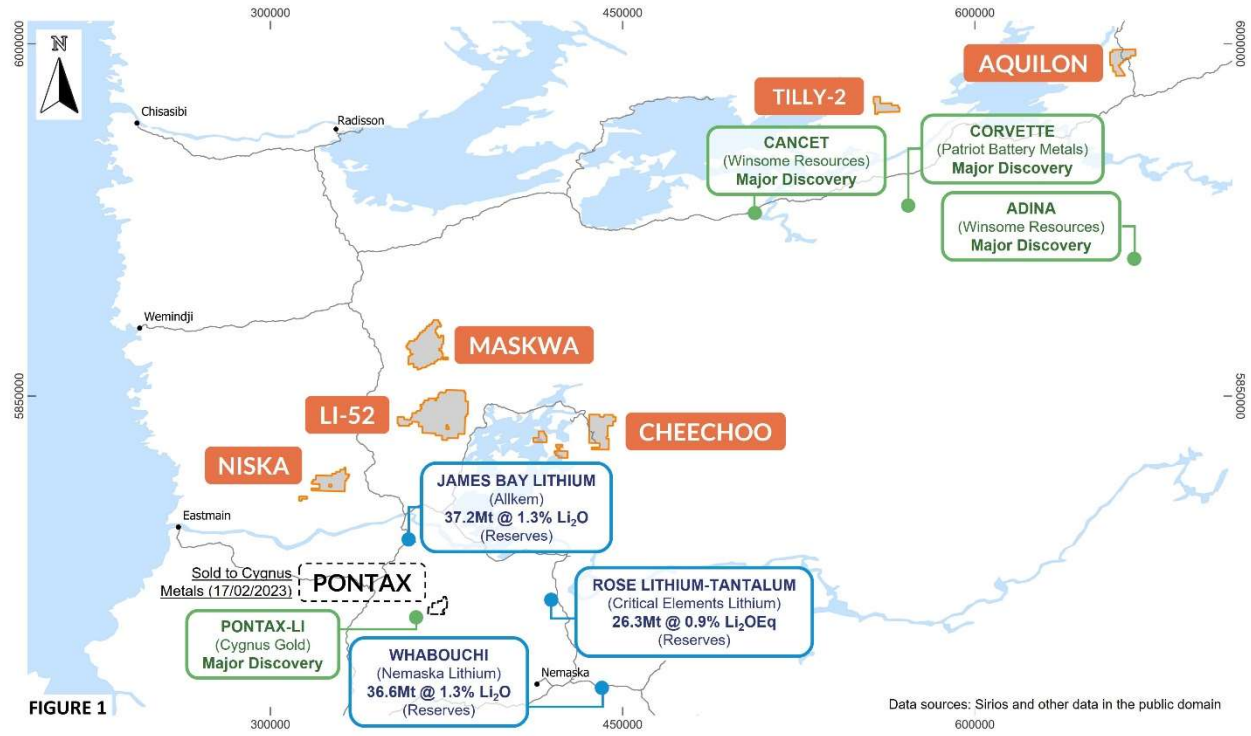 300000
450000
600000
6000000
6000000
N
AQUILON
TILLY-2
Chisasibi
Radisson
CANCET
(Winsome Resources)
Major Discovery
CORVETTE
(Patriot Battery Metals)
Major Discovery
ADINA
(Winsome Resources)
Major Discovery
Wemindji
MASKWA
5850000
5850000
LI-52
CHEECHOO
NISKA
JAMES BAY LITHIUM
(Allkem)
37.2Mt @ 1.3% Li₂O
(Reserves)
Eastmain
Sold to Cygnus
Metals (17/02/2023)
PONTAX
ROSE LITHIUM-TANTALUM
(Critical Elements Lithium)
26.3Mt @ 0.9% Li₂OEq
(Reserves)
PONTAX-LI
(Cygnus Gold)
Major Discovery
WHABOUCHI
(Nemaska Lithium)
36.6Mt @ 1.3% Li₂O
(Reserves)
Nemaska
FIGURE 1
Data sources: Sirios and other data in the public domain
300000
450000
600000